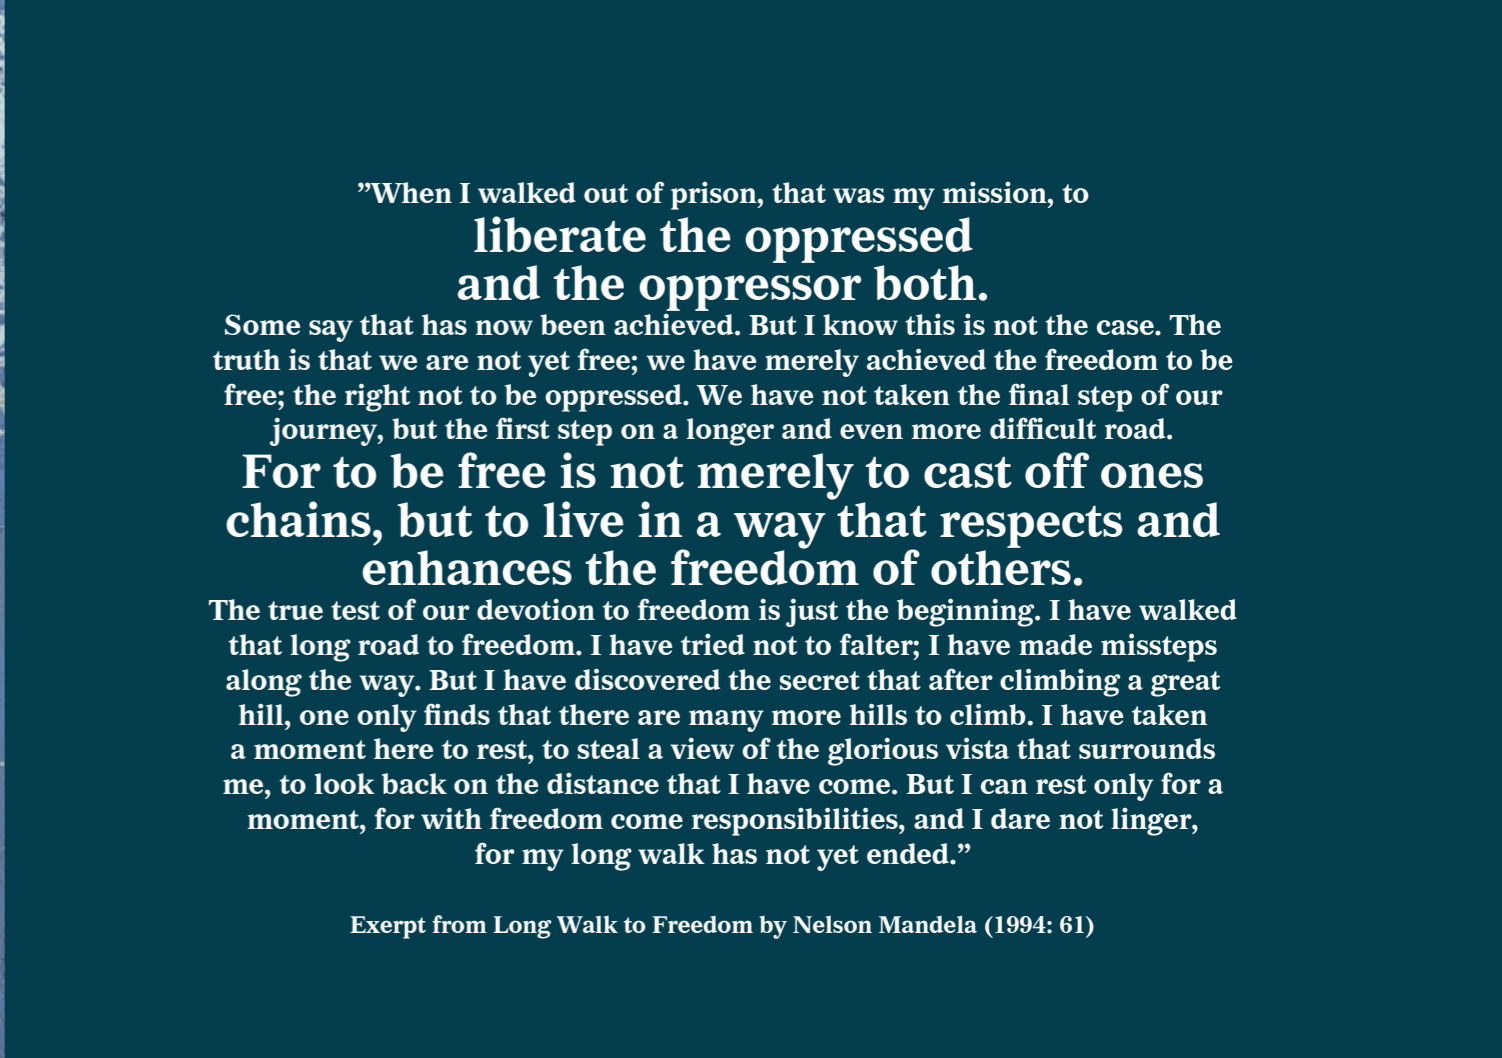 ”When I walked out of prison, that was my mission, to
liberate the oppressed
and the oppressor both.
Some say that has now been achieved. But I know this is not the case. The
truth is that we are not yet free; we have merely achieved the freedom to be
free; the right not to be oppressed. We have not taken the final step of our
journey, but the first step on a longer and even more difficult road.
For to be free is not merely to cast off ones
chains, but to live in a way that respects and
enhances the freedom of others.
The true test of our devotion to freedom is just the beginning. I have walked
that long road to freedom. I have tried not to falter; I have made missteps
along the way. But I have discovered the secret that after climbing a great
hill, one only finds that there are many more hills to climb. I have taken
a moment here to rest, to steal a view of the glorious vista that surrounds
me, to look back on the distance that I have come. But I can rest only for a
moment, for with freedom come responsibilities, and I dare not linger,
for my long walk has not yet ended.”
Exerpt from Long Walk to Freedom by Nelson Mandela (1994: 61)